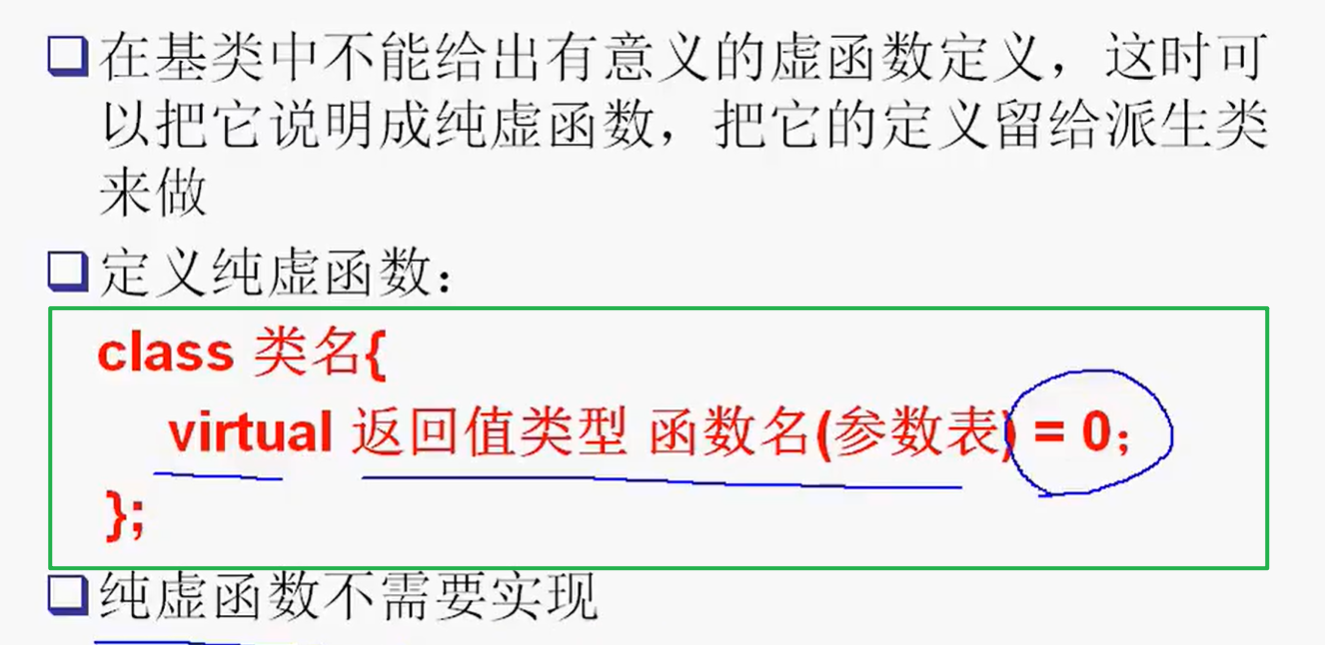 在基类中不能给出有意义的虚函数定义，这时可
以把它说明成纯虚函数，把它的定义留给派生类
来做
定义纯虚函数：
class 类名{
virtual 返回值类型 函数名(参数表) = 0；
};
纯虚函数不需要实现